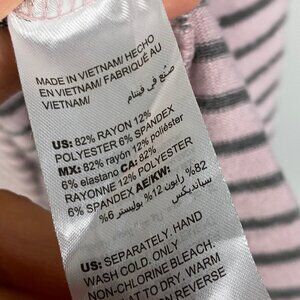 MADE IN VIETNAM/ HECHO
EN VIETNAM/ FABRIQUÉ AU
VIETNAM/
صنع في فيتنام
US: 82% RAYON 12%
POLYESTER 6% SPANDEX
MX: 82% rayón 12% poliéster
6% elastano CA: 82%
RAYONNE 12% POLYESTER
6% SPANDEX AE/KW:
82% رايون 12% بوليستر 6%
سبانديكس
US: SEPARATELY, HAND
WASH COLD. ONLY
NON-CHLORINE BLEACH.
FLAT TO DRY. WARM
ON REVERSE